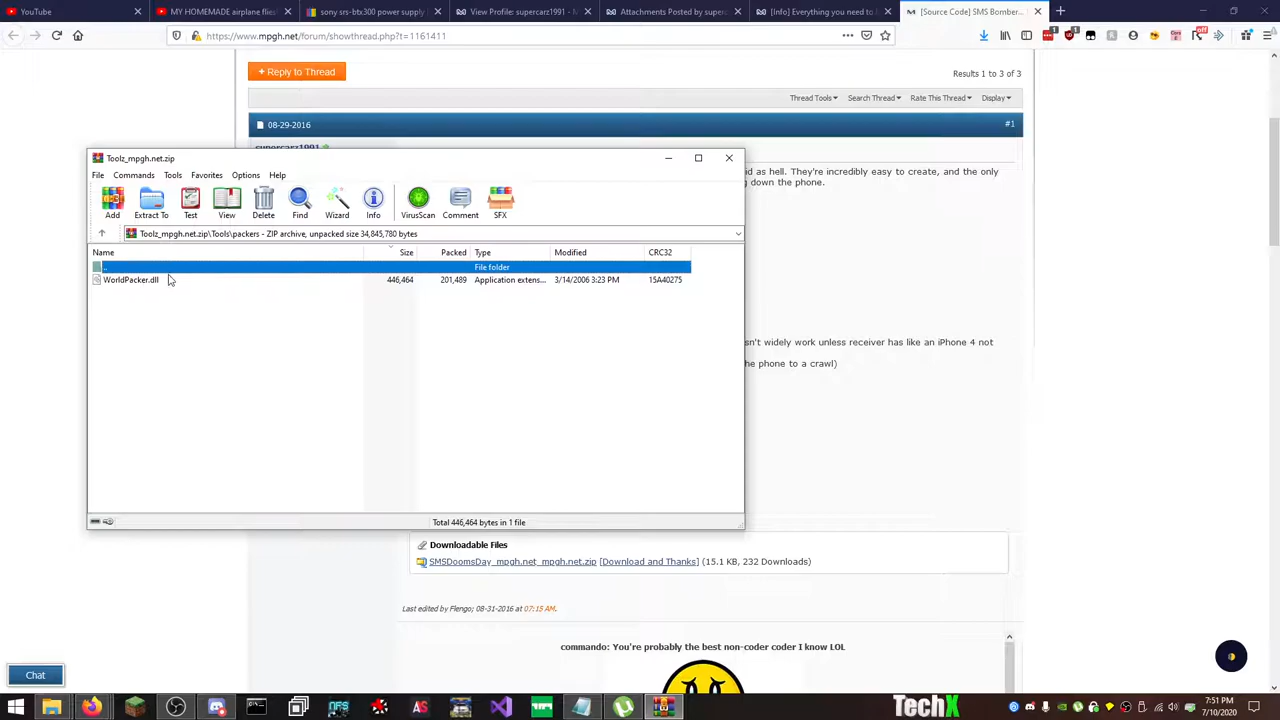 YouTube
MY HOMEMADE airplane flies
sony srs-btx300 power supply
View Profile: supercarz1991 -
Attachments Posted by superc
[Info] Everything you need to
[Source Code] SMS Bomber...
https://www.mpgh.net/forum/showthread.php?t=1161411
+ Reply to Thread
Results 1 to 3 of 3
Thread Tools
Search Thread
Rate This Thread
Display
08-29-2016
#1
supercarz1991
d as hell. They're incredibly easy to create, and the only
g down the phone.
Toolz_mpgh.net.zip
File Commands Tools Favorites Options Help
Add Extract To Test View Delete Find Wizard Info VirusScan Comment SFX
Toolz_mpgh.net.zip\Tools\packers - ZIP archive, unpacked size 34,845,780 bytes
Name Size Packed Type Modified CRC32
.. File folder
WorldPacker.dll 446,464 201,489 Application extens... 3/14/2006 3:23 PM 15A40275
sn't widely work unless receiver has like an iPhone 4 not
he phone to a crawl)
Total 446,464 bytes in 1 file
Downloadable Files
SMSDoomsDay_mpgh.net_mpgh.net.zip [Download and Thanks] (15.1 KB, 232 Downloads)
Last edited by Flengo; 08-31-2016 at 07:15 AM.
commando: You're probably the best non-coder coder I know LOL
Chat
TechX
7:51 PM
7/10/2020